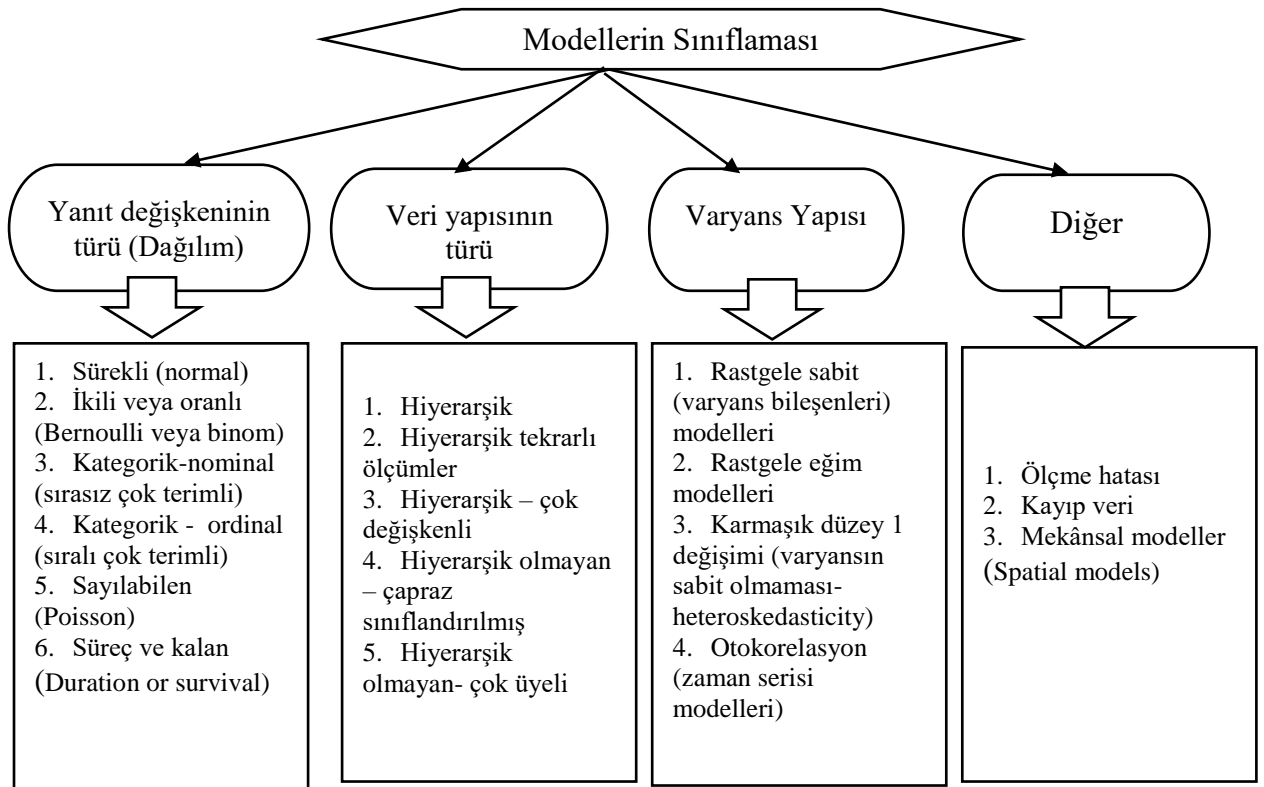 Modellerin Sınıflaması
Yanıt değişkeninin
türü (Dağılım)
Veri yapısının
türü
Varyans Yapısı
Diğer
1. Sürekli (normal)
2. İkili veya oranlı
(Bernoulli veya binom)
3. Kategorik-nominal
(sırasız çok terimli)
4. Kategorik - ordinal
(sıralı çok terimli)
5. Sayılabilen
(Poisson)
6. Süreç ve kalan
(Duration or survival)
1. Hiyerarşik
2. Hiyerarşik tekrarlı
ölçümler
3. Hiyerarşik – çok
değişkenli
4. Hiyerarşik olmayan
– çapraz
sınıflandırılmış
5. Hiyerarşik
olmayan- çok üyeli
1. Rastgele sabit
(varyans bileşenleri)
modelleri
2. Rastgele eğim
modelleri
3. Karmaşık düzey 1
değişimi (varyansın
sabit olmaması-
heteroskedasticity)
4. Otokorelasyon
(zaman serisi
modelleri)
1. Ölçme hatası
2. Kayıp veri
3. Mekânsal modeller
(Spatial models)